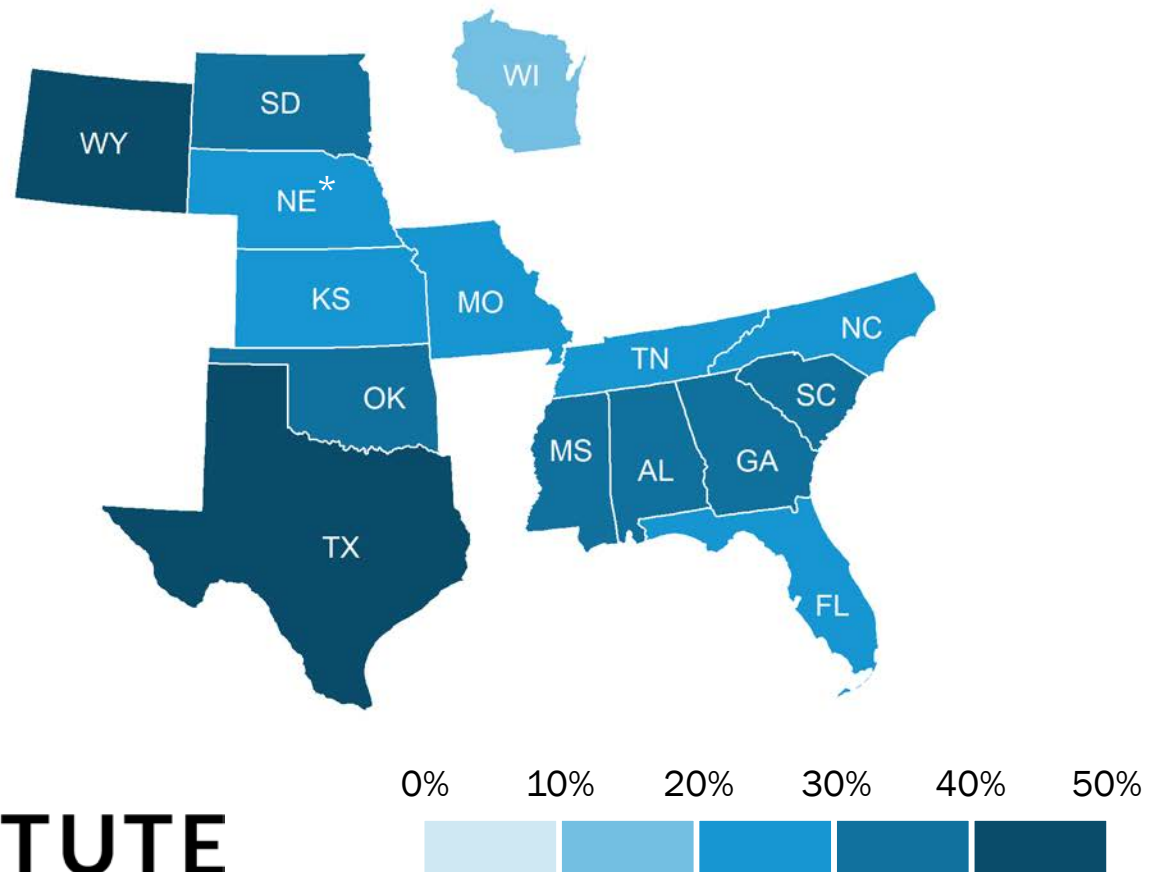 WI
SD
WY
NE*
KS
MO
NC
TN
OK
SC
MS
AL
GA
TX
FL
0% 10% 20% 30% 40% 50%
TUTE